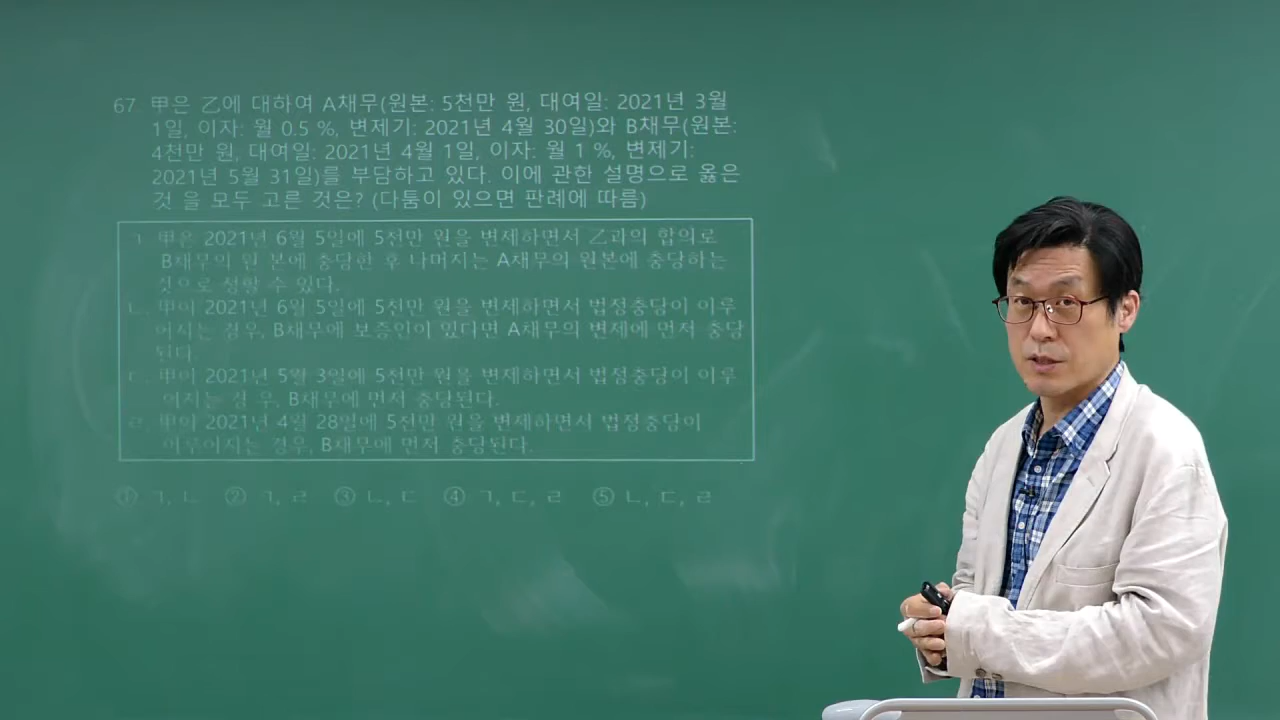 67. 甲은 乙에 대하여 A채무(원본: 5천만 원, 대여일: 2021년 3월
1일, 이자: 월 0.5 %, 변제기: 2021년 4월 30일)와 B채무(원본:
4천만 원, 대여일: 2021년 4월 1일, 이자: 월 1 %, 변제기:
2021년 5월 31일)를 부담하고 있다. 이에 관한 설명으로 옳은
것 을 모두 고른 것은? (다툼이 있으면 판례에 따름)
ㄱ. 甲은 2021년 6월 5일에 5천만 원을 변제하면서 乙과의 합의로
B채무의 원 본에 충당한 후 나머지는 A채무의 원본에 충당하는
것으로 정할 수 있다.
ㄴ. 甲이 2021년 6월 5일에 5천만 원을 변제하면서 법정충당이 이루
어지는 경우, B채무에 보증인이 있다면 A채무의 변제에 먼저 충당
된다.
ㄷ. 甲이 2021년 5월 3일에 5천만 원을 변제하면서 법정충당이 이루
어지는 경 우, B채무에 먼저 충당된다.
ㄹ. 甲이 2021년 4월 28일에 5천만 원을 변제하면서 법정충당이
이루어지는 경우, B채무에 먼저 충당된다.
① ㄱ, ㄴ ② ㄱ, ㄹ ③ ㄴ, ㄷ ④ ㄱ, ㄷ, ㄹ ⑤ ㄴ, ㄷ, ㄹ